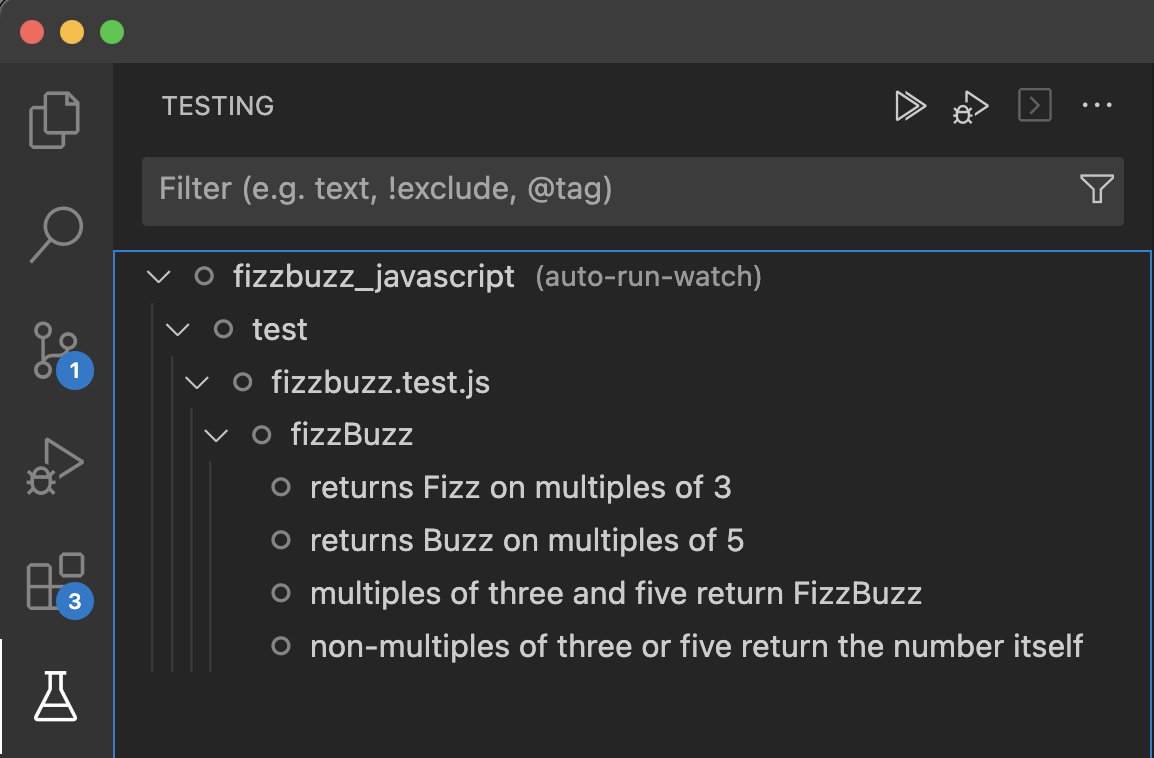 TESTING
Filter (e.g. text, !exclude, @tag)
fizzbuzz_javascript (auto-run-watch)
test
1
fizzbuzz.test.js
fizzBuzz
returns Fizz on multiples of 3
returns Buzz on multiples of 5
multiples of three and five return FizzBuzz
3
non-multiples of three or five return the number itself